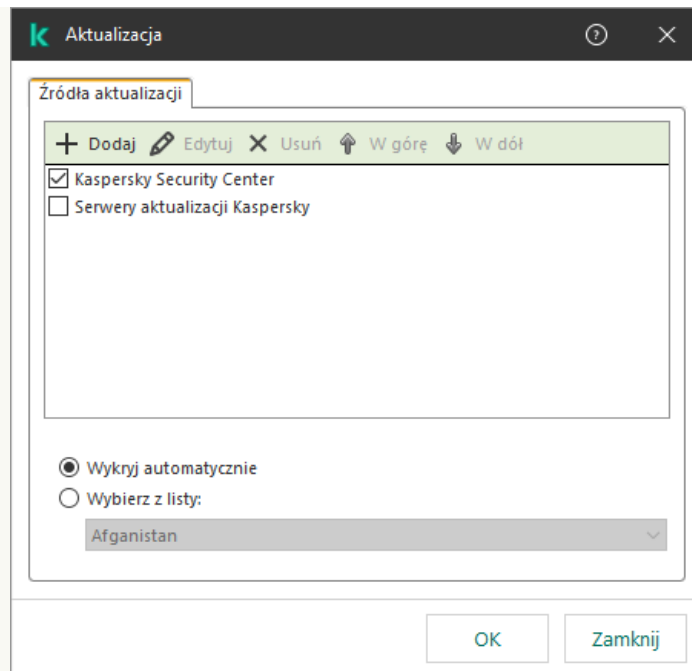 Aktualizacja
Źródła aktualizacji
Dodaj Edytuj Usuń W górę W dół
Kaspersky Security Center
Serwery aktualizacji Kaspersky
Wykryj automatycznie
Wybierz z listy:
Afganistan
OK Zamknij